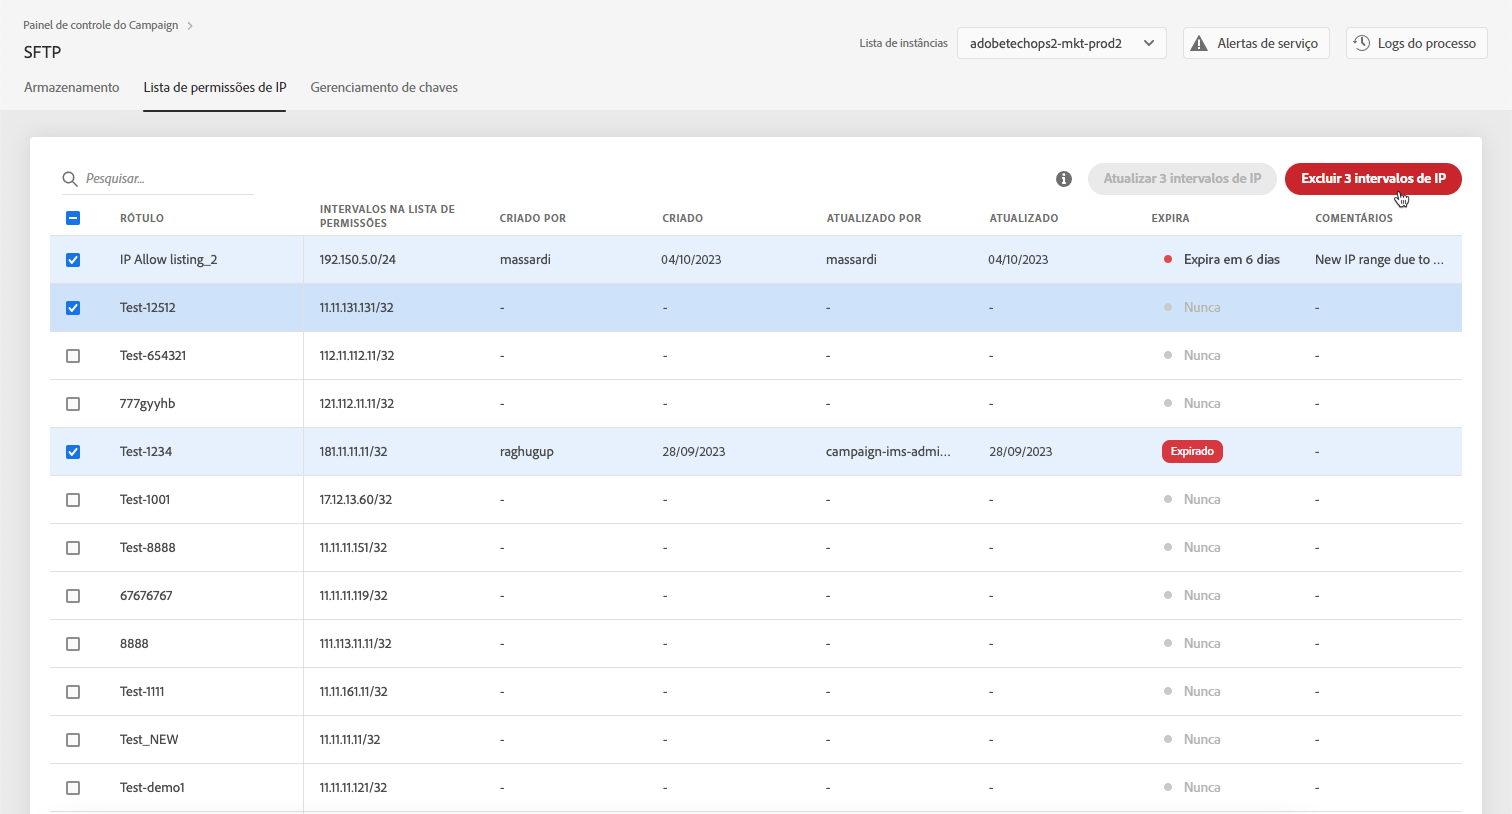 Painel de controle do Campaign
SFTP
Lista de instâncias adobetechops2-mkt-prod2 Alertas de serviço Logs do processo
Armazenamento Lista de permissões de IP Gerenciamento de chaves
Pesquisar... Atualizar 3 intervalos de IP Excluir 3 intervalos de IP
RÓTULO INTERVALOS NA LISTA DE PERMISSÕES CRIADO POR CRIADO ATUALIZADO POR ATUALIZADO EXPIRA COMENTÁRIOS
IP Allow listing_2 192.150.5.0/24 massardi 04/10/2023 massardi 04/10/2023 Expira em 6 dias New IP range due to ...
Test-12512 11.11.131.131/32 - - - - Nunca -
Test-654321 112.11.112.11/32 - - - - Nunca -
777gyyhb 121.112.11.11/32 - - - - Nunca -
Test-1234 181.11.11.11/32 raghugup 28/09/2023 campaign-ims-admi... 28/09/2023 Expirado -
Test-1001 17.12.13.60/32 - - - - Nunca -
Test-8888 11.11.11.151/32 - - - - Nunca -
67676767 11.11.11.119/32 - - - - Nunca -
8888 111.113.11.11/32 - - - - Nunca -
Test-1111 11.11.161.11/32 - - - - Nunca -
Test_NEW 11.11.11.11/32 - - - - Nunca -
Test-demo1 11.11.11.121/32 - - - - Nunca -